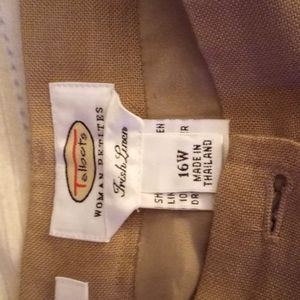 Talbots
WOMAN PETITES
Irish Linen
16W
MADE IN
THAILAND